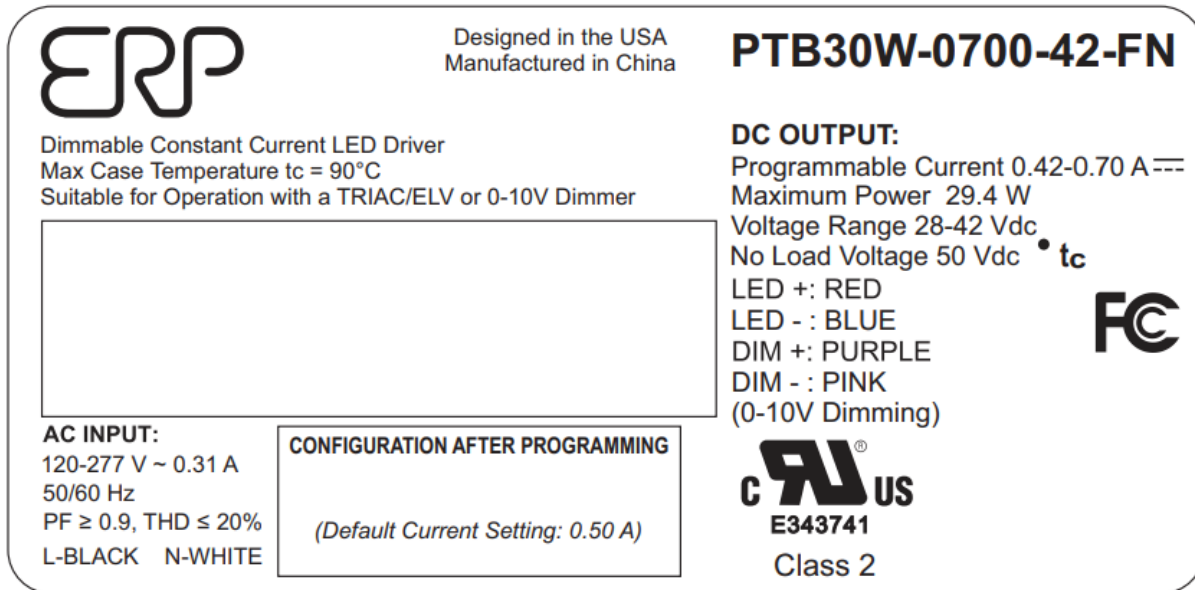 ERP
Designed in the USA
Manufactured in China
PTB30W-0700-42-FN
Dimmable Constant Current LED Driver
Max Case Temperature tc = 90°C
Suitable for Operation with a TRIAC/ELV or 0-10V Dimmer
DC OUTPUT:
Programmable Current 0.42-0.70 A ⎓
Maximum Power 29.4 W
Voltage Range 28-42 Vdc
No Load Voltage 50 Vdc • tc
LED +: RED
LED - : BLUE
DIM +: PURPLE
DIM - : PINK
(0-10V Dimming)
FC
AC INPUT:
120-277 V ~ 0.31 A
50/60 Hz
PF ≥ 0.9, THD ≤ 20%
L-BLACK N-WHITE
CONFIGURATION AFTER PROGRAMMING
(Default Current Setting: 0.50 A)
C RU ® US
E343741
Class 2